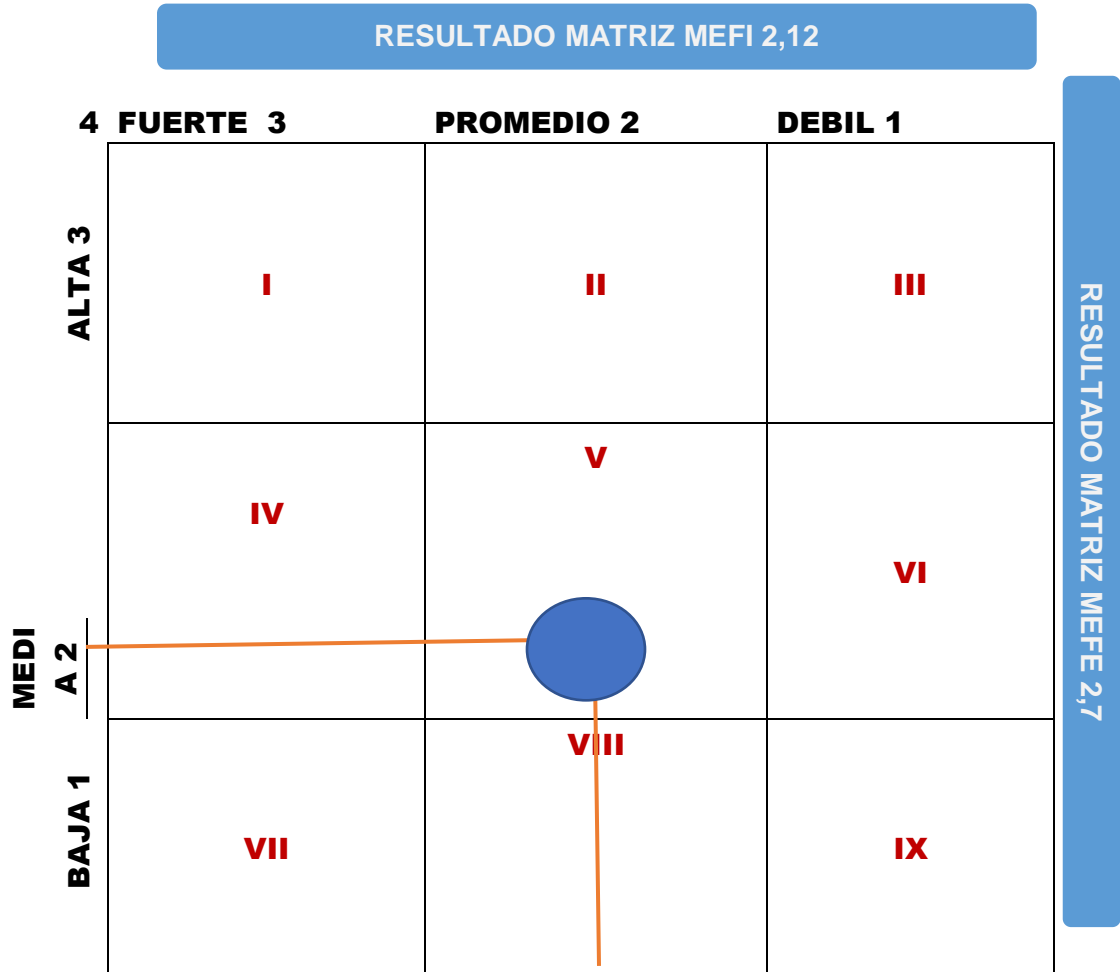 RESULTADO MATRIZ MEFI 2,12
4 FUERTE 3 PROMEDIO 2 DEBIL 1
ALTA 3
I
II
III
RESULTADO MATRIZ MEFE 2,7
MEDI
A 2
IV
V
VI
BAJA 1
VII
VIII
IX